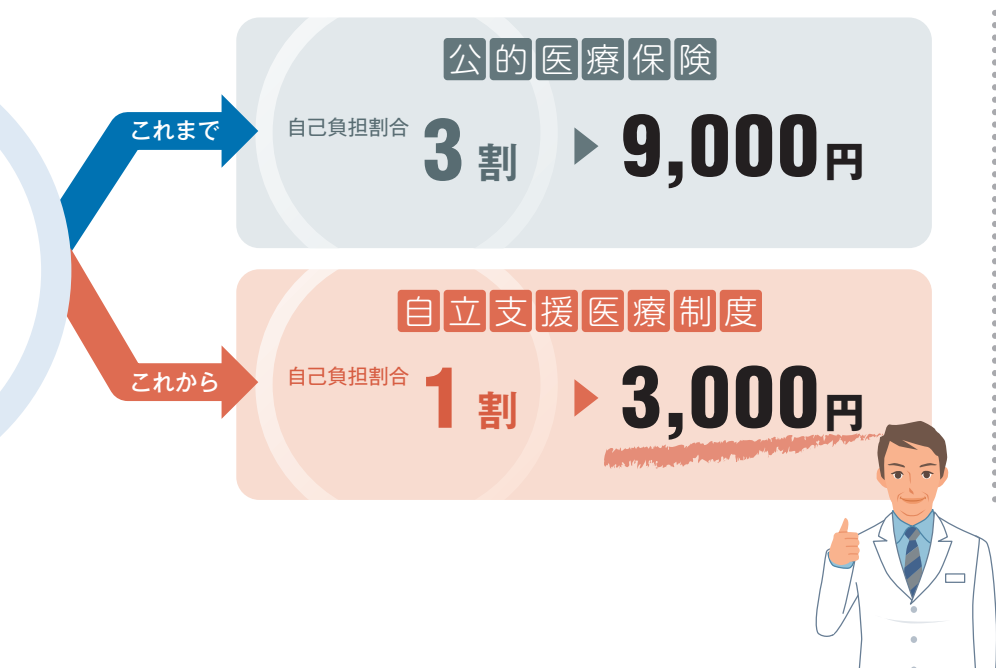 公的医療保険
これまで
自己負担割合 3割 9,000円
自立支援医療制度
これから
自己負担割合 1割 3,000円